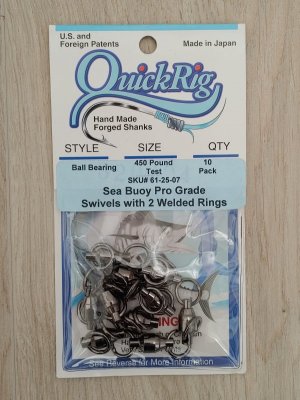 U.S. and
Foreign Patents
Made in Japan
QuickRig
Hand Made
Forged Shanks
STYLE SIZE QTY
Ball Bearing 450 Pound 10
Test Pack
SKU# 61-25-07
Sea Buoy Pro Grade
Swivels with 2 Welded Rings
See Reverse for More Information